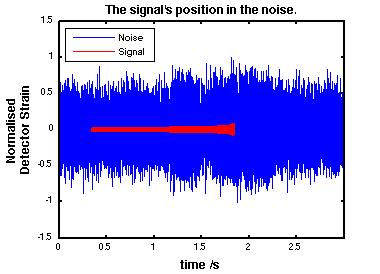 The signal's position in the noise.
1.5
Noise
Signal
1
0.5
0
-0.5
-1
-1.5
Normalised
Detector Strain
0 0.5 1 1.5 2 2.5
time /s